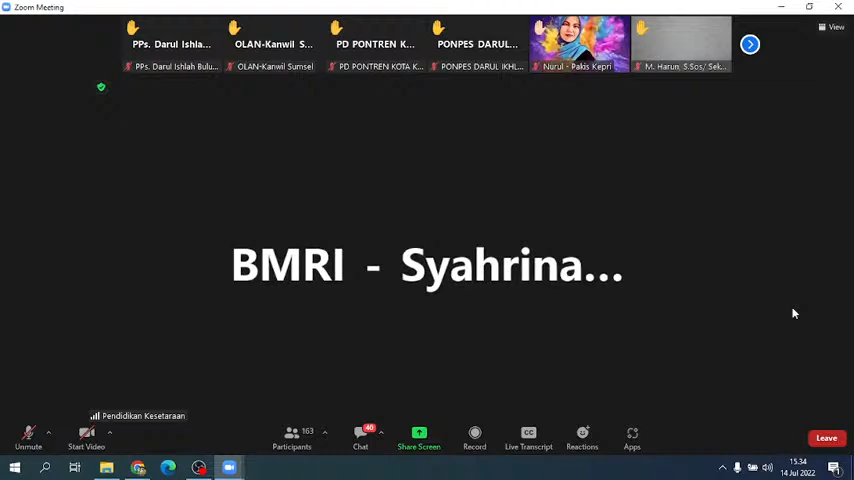 Zoom Meeting
PPs. Darul Ishla...
OLAN-Kanwil S...
PD PONTREN K...
PONPES DARUL...
View
PPs. Darul Ishlah Bulu...
OLAN-Kanwil Sumsel
PD PONTREN KOTA K...
PONPES DARUL IKHL...
Nurul - Pakis Kepri
M. Harun, S.Sos/ Sek...
BMRI - Syahrina...
Pendidikan Kesetaraan
163
40
CC
Unmute
Start Video
Participants
Chat
Share Screen
Record
Live Transcript
Reactions
Apps
Leave
15.34
14 Jul 2022
1